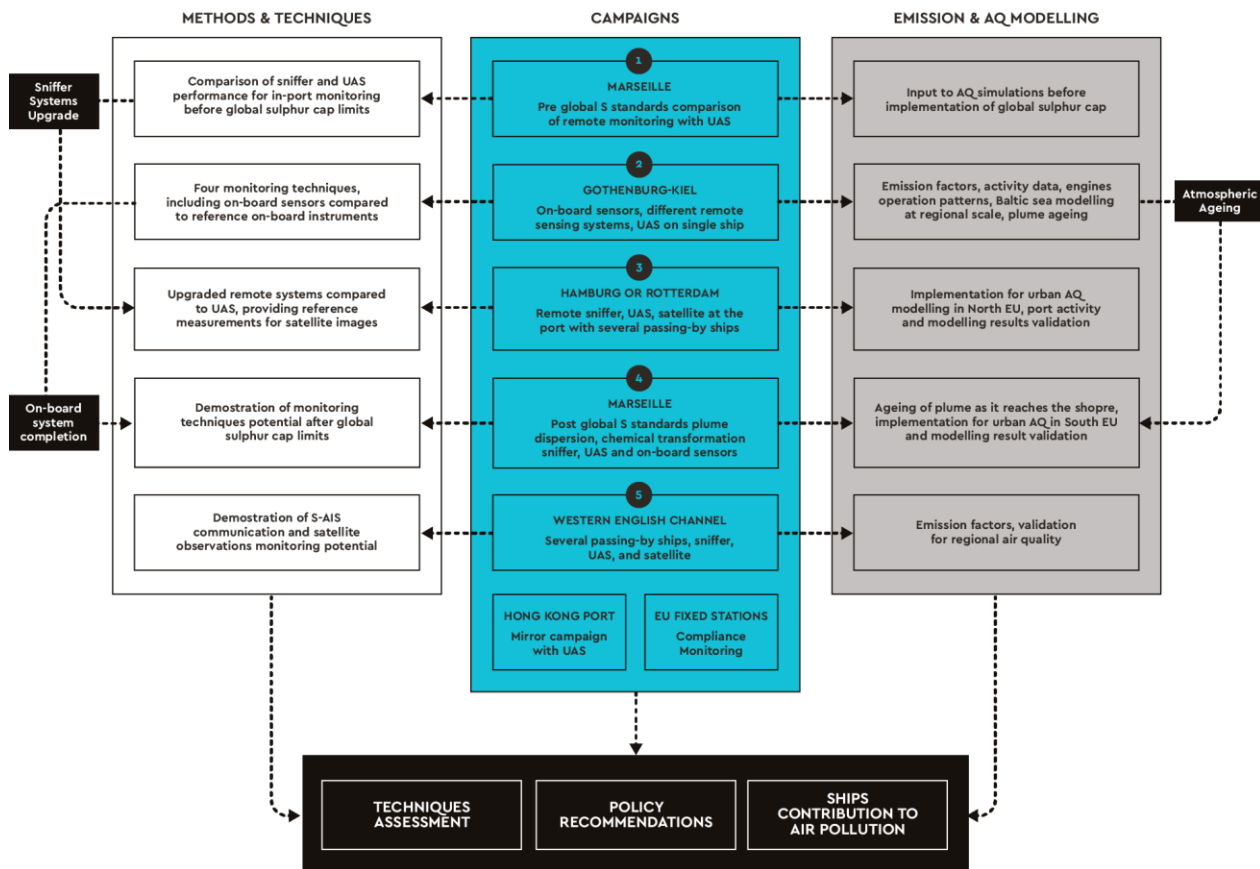 METHODS & TECHNIQUES
CAMPAIGNS
EMISSION & AQ MODELLING
Sniffer
Systems
Upgrade
Comparison of sniffer and UAS
performance for in-port monitoring
before global sulphur cap limits
1
MARSEILLE
Pre global S standards comparison
of remote monitoring with UAS
Input to AQ simulations before
implementation of global sulphur cap
Four monitoring techniques,
including on-board sensors compared
to reference on-board instruments
2
GOTHENBURG-KIEL
On-board sensors, different remote
sensing systems, UAS on single ship
Emission factors, activity data, engines
operation patterns, Baltic sea modelling
at regional scale, plume ageing
Atmospheric
Ageing
Upgraded remote systems compared
to UAS, providing reference
measurements for satellite images
3
HAMBURG OR ROTTERDAM
Remote sniffer, UAS, satellite at the
port with several passing-by ships
Implementation for urban AQ
modelling in North EU, port activity
and modelling results validation
On-board
system
completion
Demostration of monitoring
techniques potential after global
sulphur cap limits
4
MARSEILLE
Post global S standards plume
dispersion, chemical transformation
sniffer, UAS and on-board sensors
Ageing of plume as it reaches the shopre,
implementation for urban AQ in South EU
and modelling result validation
Demostration of S-AIS
communication and satellite
observations monitoring potential
5
WESTERN ENGLISH CHANNEL
Several passing-by ships, sniffer,
UAS, and satellite
Emission factors, validation
for regional air quality
HONG KONG PORT
Mirror campaign
with UAS
EU FIXED STATIONS
Compliance
Monitoring
TECHNIQUES
ASSESSMENT
POLICY
RECOMMENDATIONS
SHIPS
CONTRIBUTION TO
AIR POLLUTION